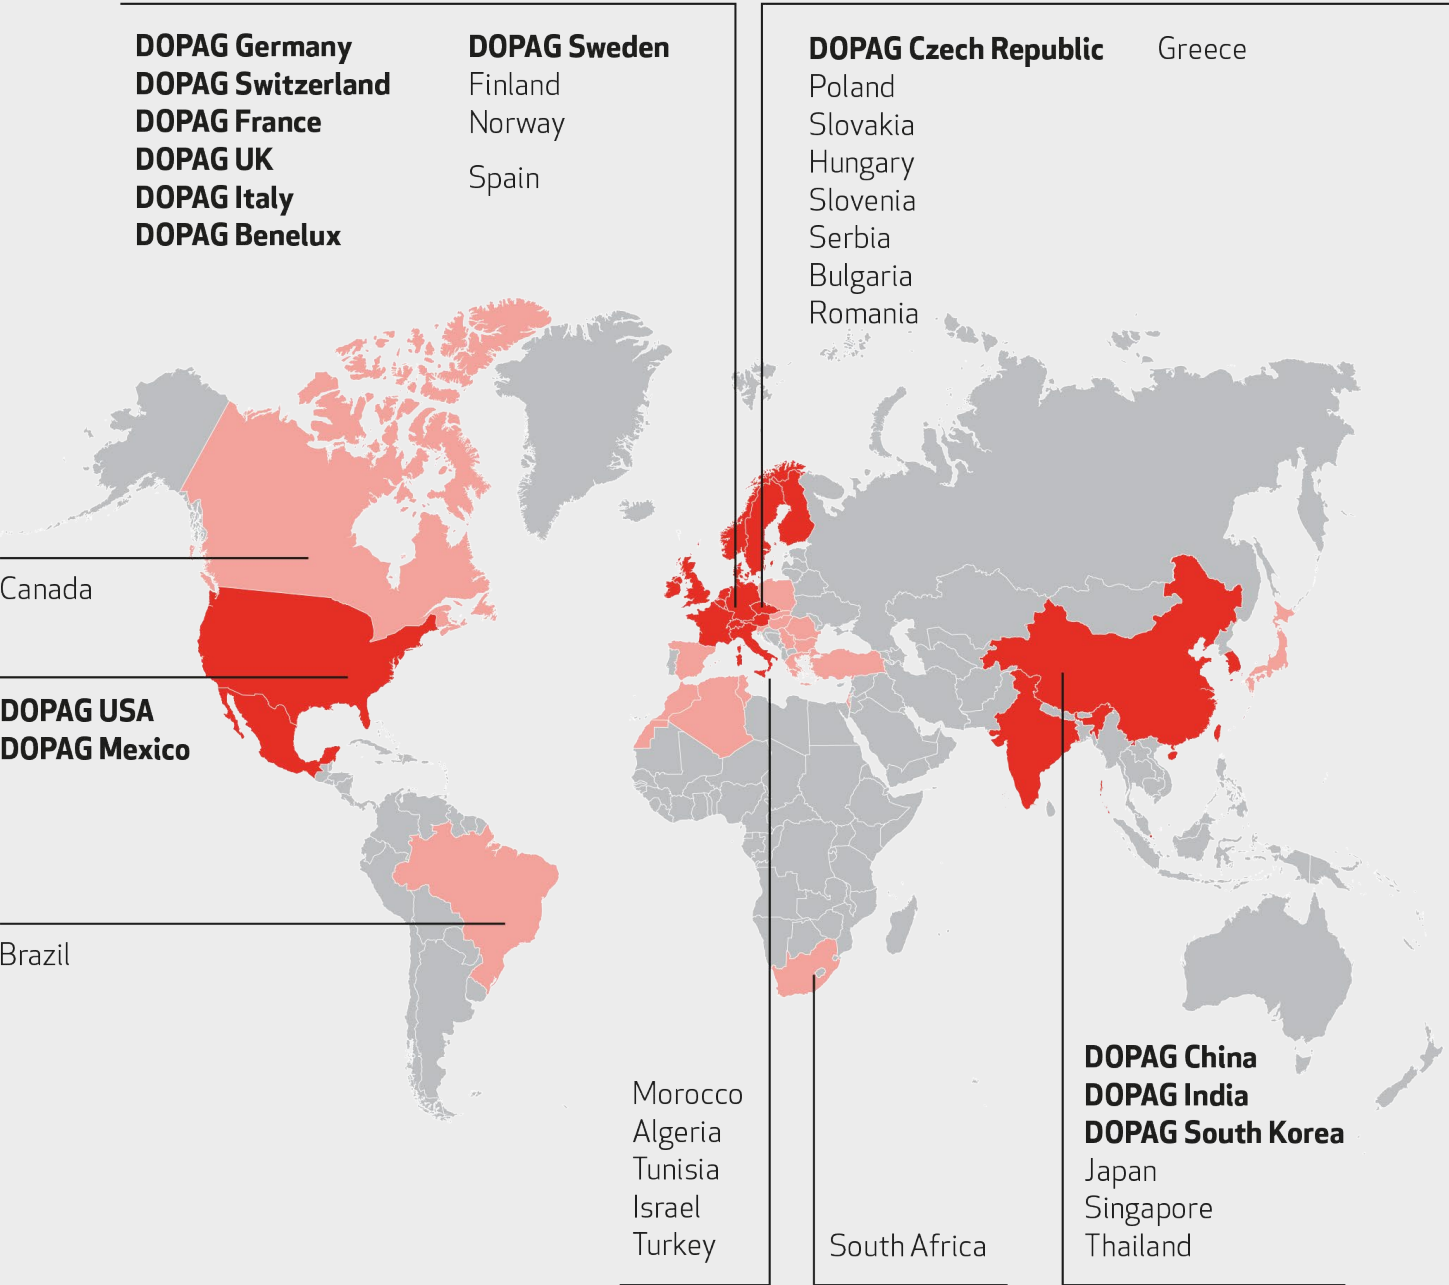 DOPAG Germany
DOPAG Switzerland
DOPAG France
DOPAG UK
DOPAG Italy
DOPAG Benelux
DOPAG Sweden
Finland
Norway
Spain
DOPAG Czech Republic
Poland
Slovakia
Hungary
Slovenia
Serbia
Bulgaria
Romania
Greece
Canada
DOPAG USA
DOPAG Mexico
Brazil
Morocco
Algeria
Tunisia
Israel
Turkey
South Africa
DOPAG China
DOPAG India
DOPAG South Korea
Japan
Singapore
Thailand